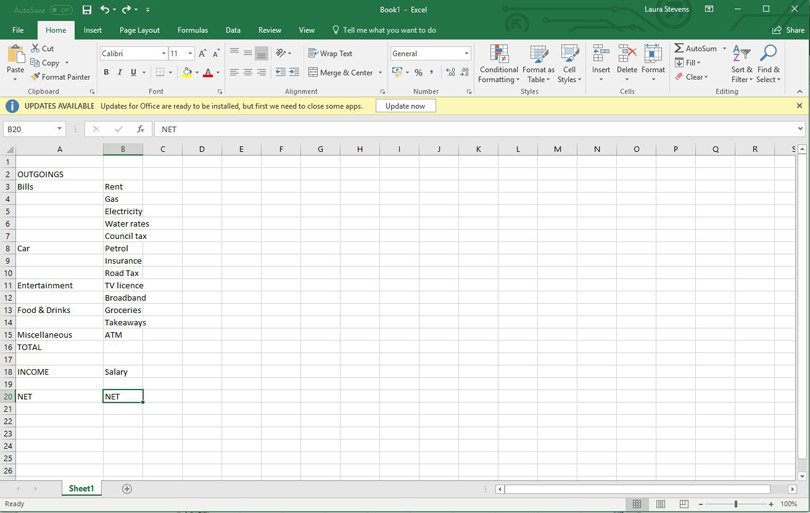 AutoSave Off Book1 - Excel Laura Stevens
File Home Insert Page Layout Formulas Data Review View Tell me what you want to do Share
Cut
Copy
Format Painter
Paste
Clipboard
Calibri 11
B I U
Font
Wrap Text
Merge & Center
Alignment
General
Number
Conditional Formatting
Format as Table
Cell Styles
Styles
Insert Delete Format
Cells
AutoSum
Fill
Clear
Sort & Filter
Find & Select
Editing
UPDATES AVAILABLE Updates for Office are ready to be installed, but first we need to close some apps. Update now
B20 fx NET
A B C D E F G H I J K L M N O P Q R S
1
2 OUTGOINGS
3 Bills Rent
4 Gas
5 Electricity
6 Water rates
7 Council tax
8 Car Petrol
9 Insurance
10 Road Tax
11 Entertainment TV licence
12 Broadband
13 Food & Drinks Groceries
14 Takeaways
15 Miscellaneous ATM
16 TOTAL
17
18 INCOME Salary
19
20 NET NET
21
22
23
24
25
26
Sheet1
Ready 100%